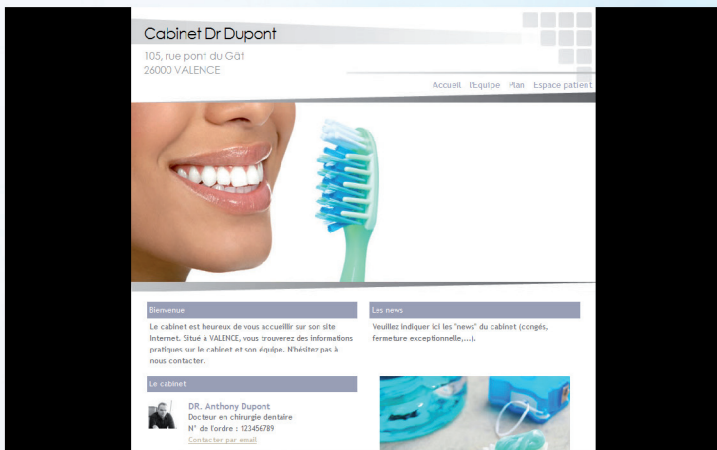 Cabinet Dr Dupont
105, rue pont du Gât
26000 VALENCE
Accueil l'Equipe Plan Espace patient
Bienvenue
Le cabinet est heureux de vous accueillir sur son site
Internet. Situé à VALENCE, vous trouverez des informations
pratiques sur le cabinet et son équipe. N'hésitez pas à
nous contacter.
Les news
Veuillez indiquer ici les "news" du cabinet (congés,
fermeture exceptionnelle,...).
Le cabinet
DR. Anthony Dupont
Docteur en chirurgie dentaire
N° de l'ordre : 123456789
Contacter par email